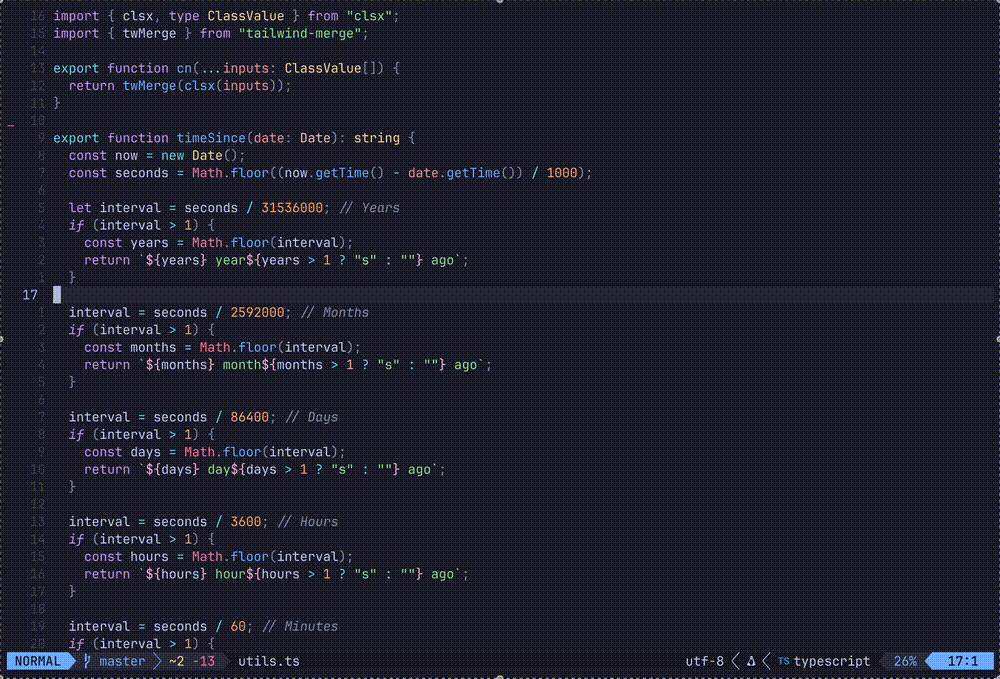 16 import { clsx, type ClassValue } from "clsx";
15 import { twMerge } from "tailwind-merge";
14
13 export function cn(...inputs: ClassValue[]) {
12   return twMerge(clsx(inputs));
11 }
10
9 export function timeSince(date: Date): string {
8   const now = new Date();
7   const seconds = Math.floor((now.getTime() - date.getTime()) / 1000);
6
5   let interval = seconds / 31536000; // Years
4   if (interval > 1) {
3     const years = Math.floor(interval);
2     return `${years} year${years > 1 ? "s" : ""} ago`;
1   }
17
1   interval = seconds / 2592000; // Months
2   if (interval > 1) {
3     const months = Math.floor(interval);
4     return `${months} month${months > 1 ? "s" : ""} ago`;
5   }
6
7   interval = seconds / 86400; // Days
8   if (interval > 1) {
9     const days = Math.floor(interval);
10     return `${days} day${days > 1 ? "s" : ""} ago`;
11   }
12
13   interval = seconds / 3600; // Hours
14   if (interval > 1) {
15     const hours = Math.floor(interval);
16     return `${hours} hour${hours > 1 ? "s" : ""} ago`;
17   }
18
19   interval = seconds / 60; // Minutes
20   if (interval > 1) {
NORMAL master ~2 -13 utils.ts utf-8 TS typescript 26% 17:1